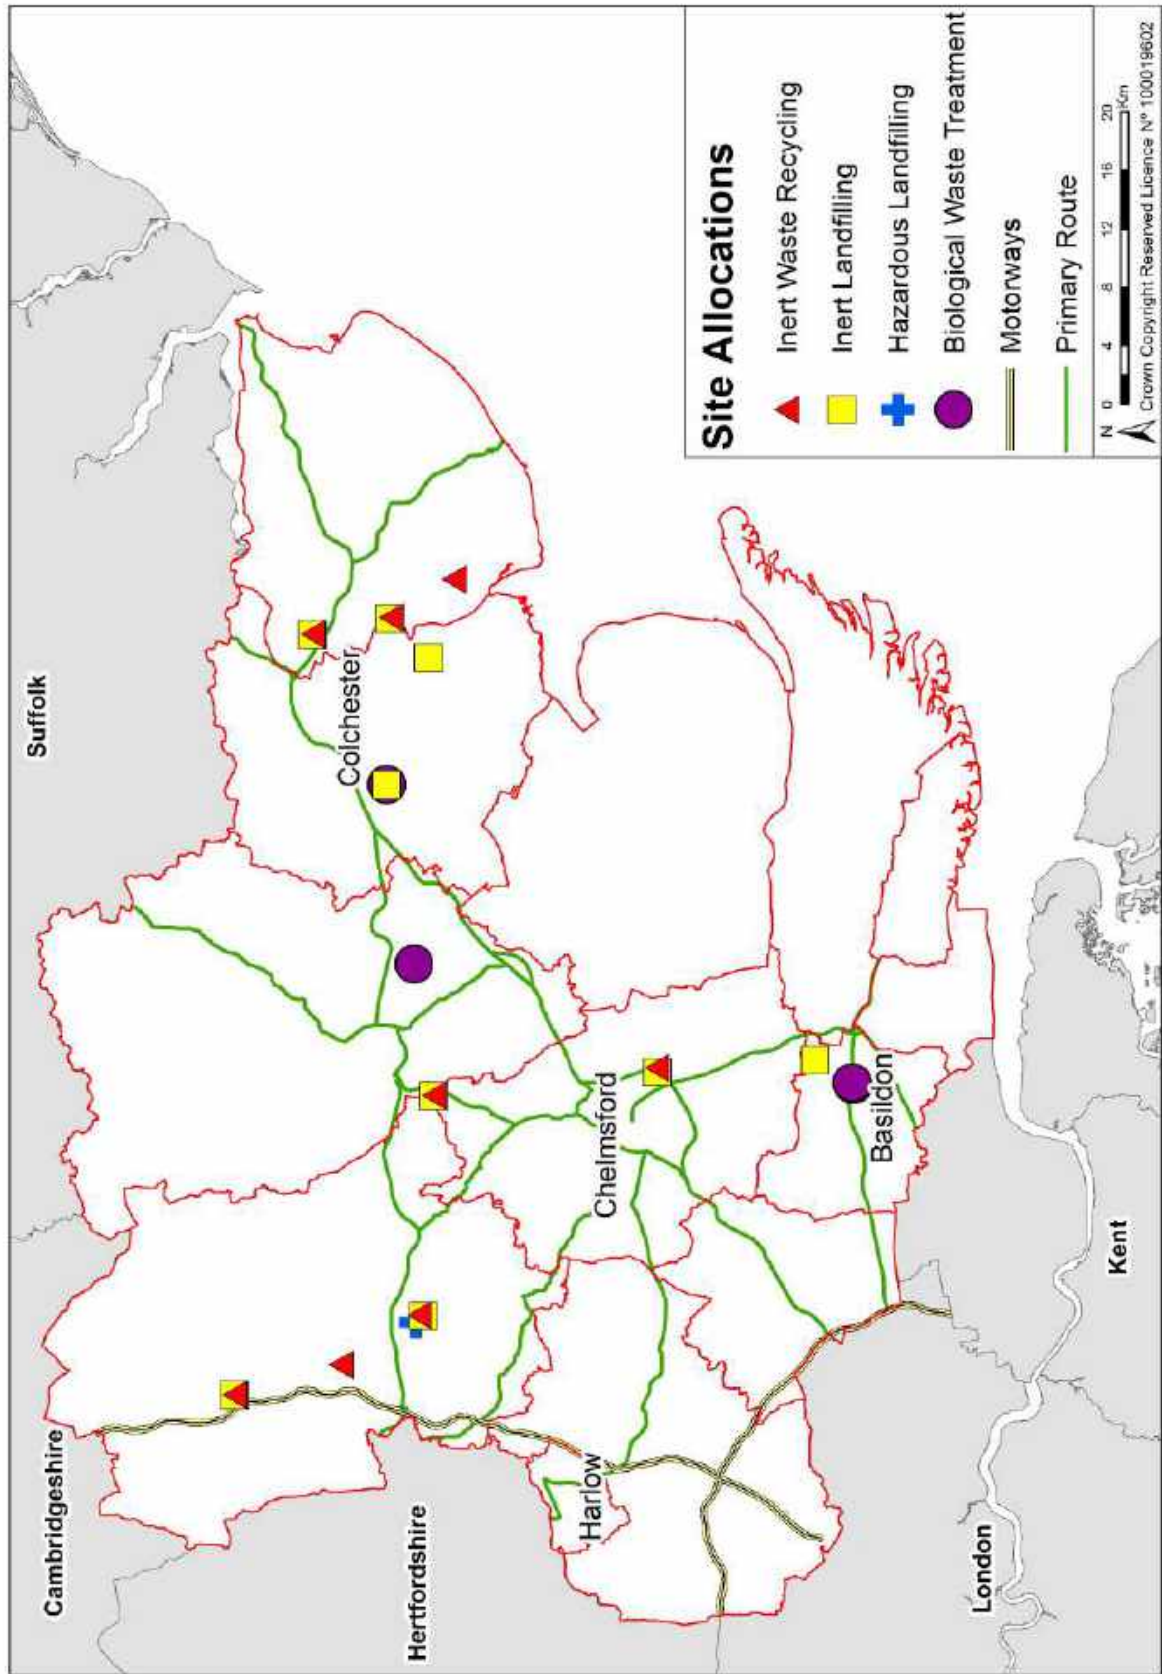 Suffolk
Cambridgeshire
Colchester
Hertfordshire
Chelmsford
Harlow
Basildon
London
Kent
Site Allocations
Inert Waste Recycling
Inert Landfilling
Hazardous Landfilling
Biological Waste Treatment
Motorways
Primary Route
N
0 4 8 12 16 20
Km
Crown Copyright Reserved Licence Nº 100019602